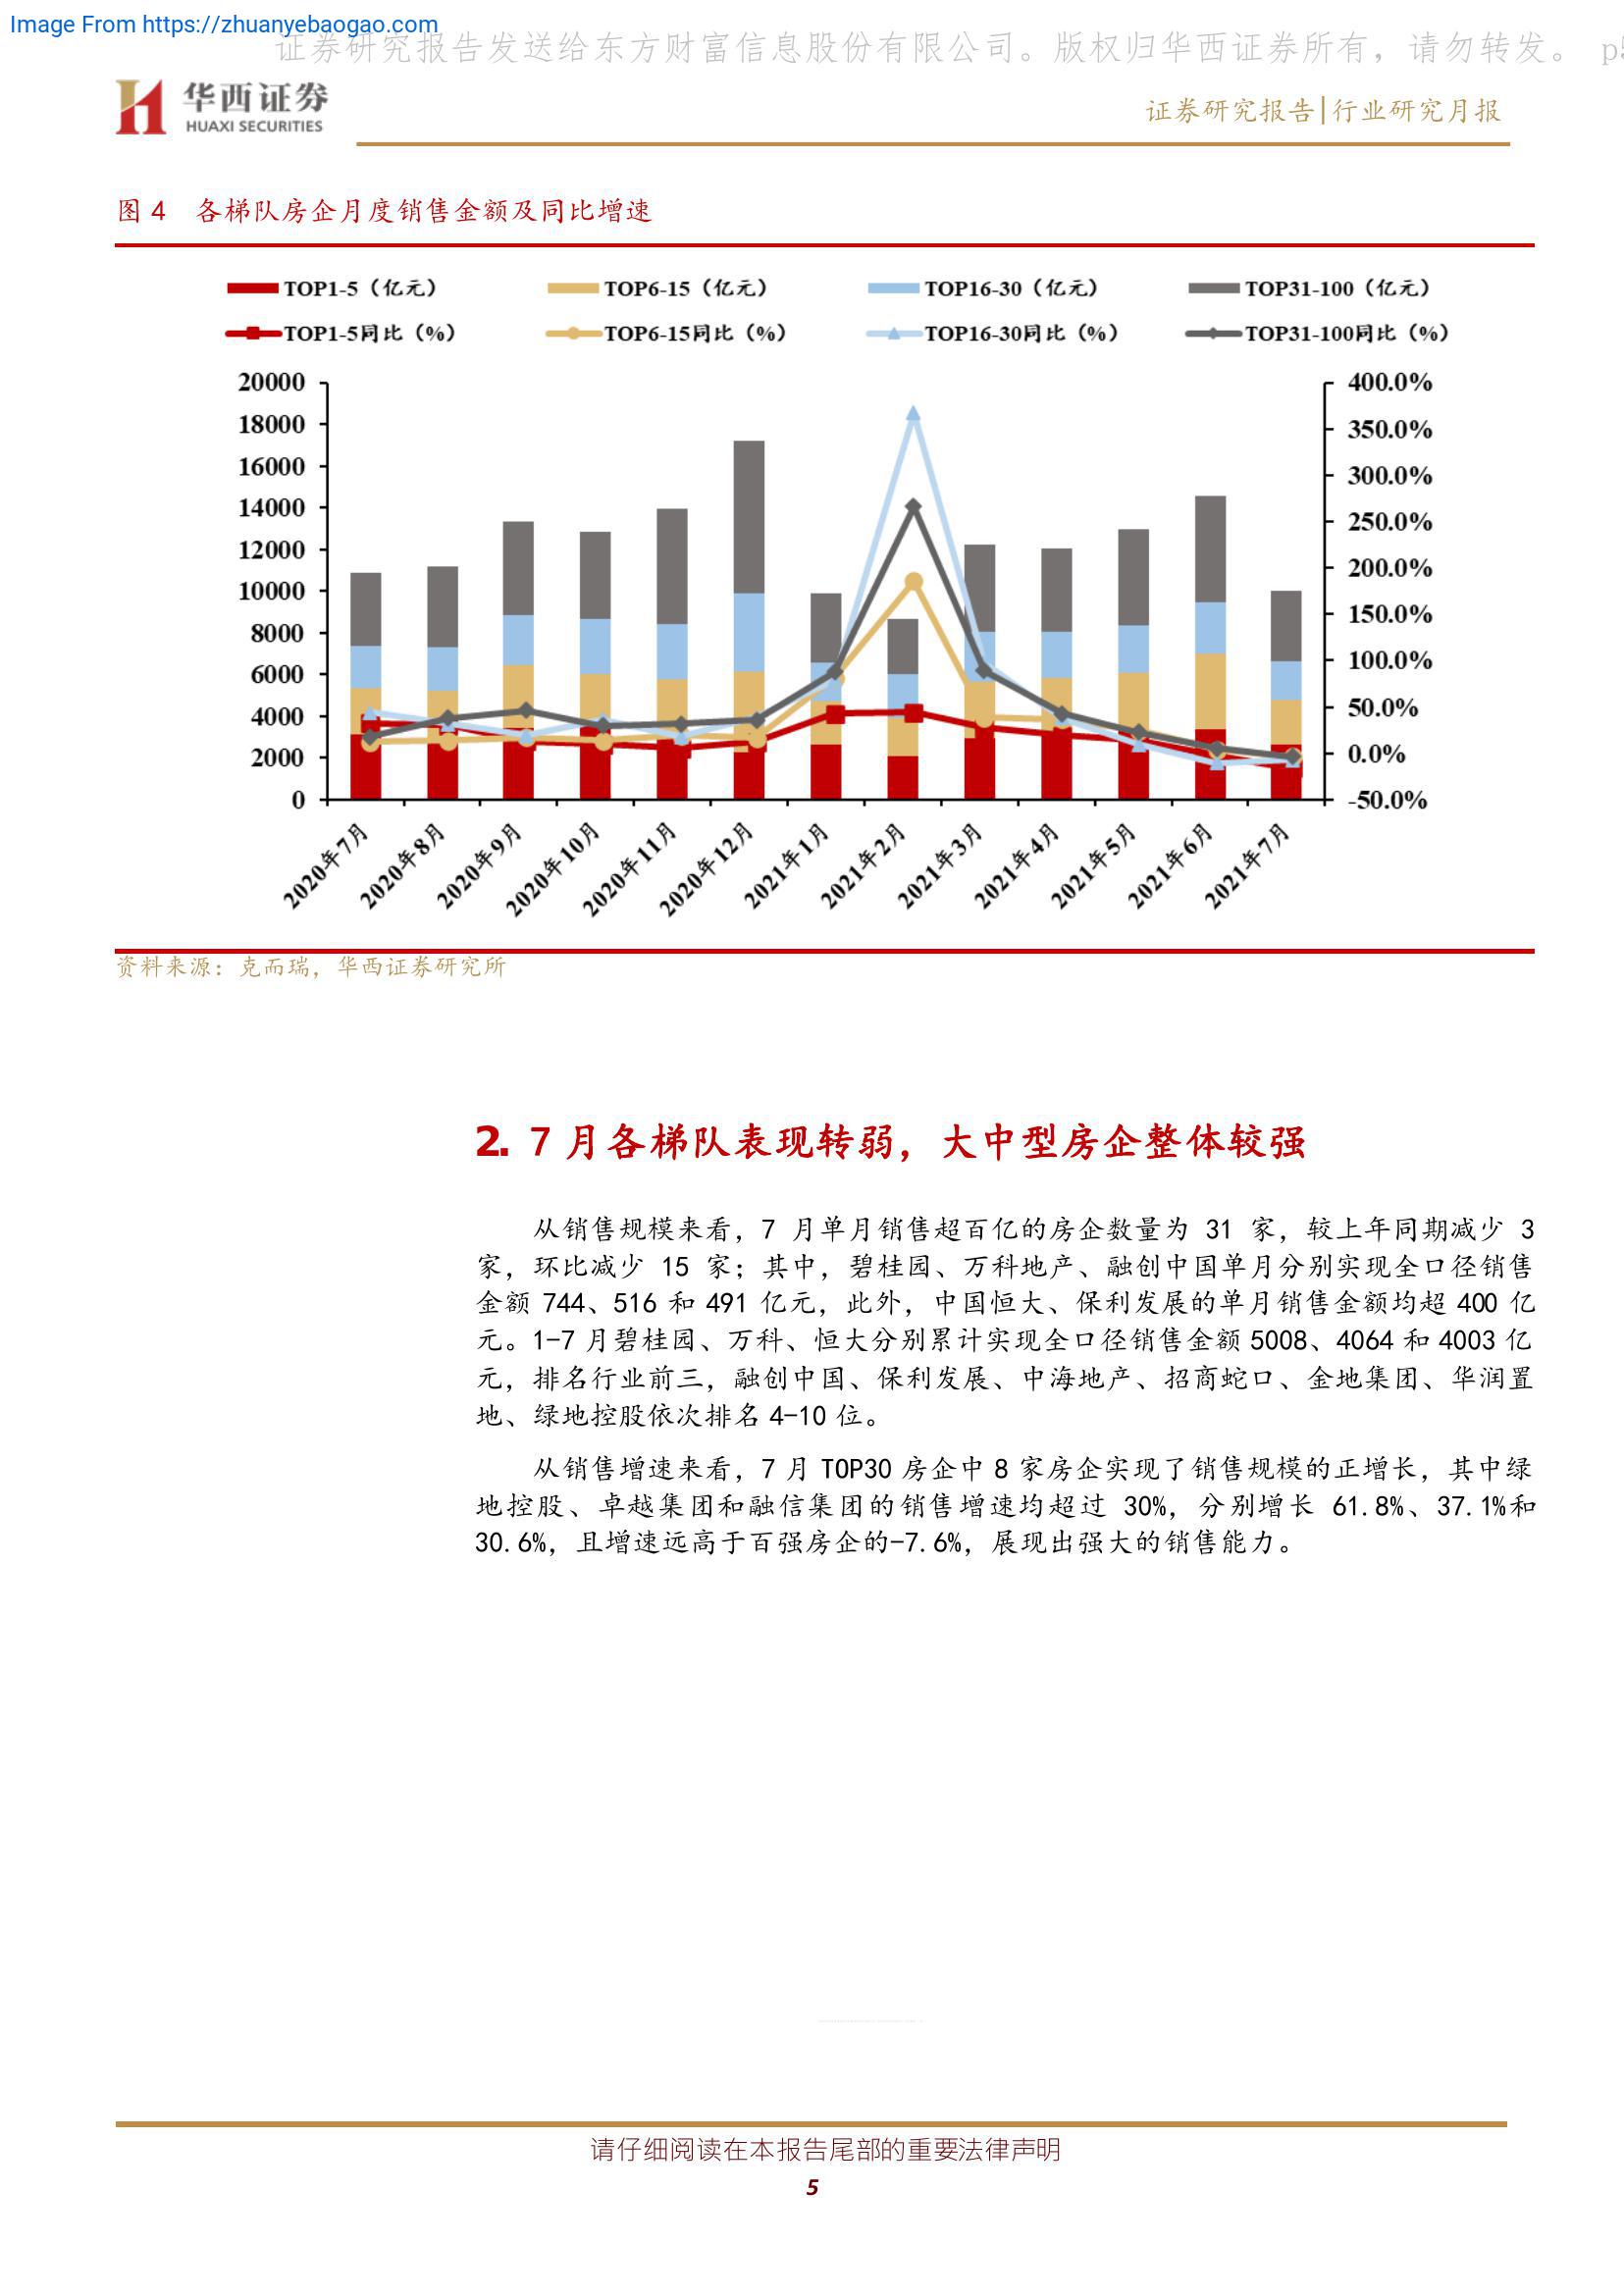 Image From https://zhuanyebaogao.com
证券研究报告发送给东方财富信息股份有限公司。版权归华西证券所有，请勿转发。 p5
华西证券
HUAXI SECURITIES
证券研究报告|行业研究月报
图 4 各梯队房企月度销售金额及同比增速
TOP1-5（亿元） TOP6-15（亿元） TOP16-30（亿元） TOP31-100（亿元）
TOP1-5同比（%） TOP6-15同比（%） TOP16-30同比（%） TOP31-100同比（%）
20000 400.0%
18000 350.0%
16000 300.0%
14000 250.0%
12000 200.0%
10000 150.0%
8000 100.0%
6000 50.0%
4000 0.0%
2000 -50.0%
0
2020年7月 2020年8月 2020年9月 2020年10月 2020年11月 2020年12月 2021年1月 2021年2月 2021年3月 2021年4月 2021年5月 2021年6月 2021年7月
资料来源：克而瑞，华西证券研究所
2. 7 月各梯队表现转弱，大中型房企整体较强
从销售规模来看，7 月单月销售超百亿的房企数量为 31 家，较上年同期减少 3
家，环比减少 15 家；其中，碧桂园、万科地产、融创中国单月分别实现全口径销售
金额 744、516 和 491 亿元，此外，中国恒大、保利发展的单月销售金额均超 400 亿
元。1-7 月碧桂园、万科、恒大分别累计实现全口径销售金额 5008、4064 和 4003 亿
元，排名行业前三，融创中国、保利发展、中海地产、招商蛇口、金地集团、华润置
地、绿地控股依次排名 4-10 位。
从销售增速来看，7 月 TOP30 房企中 8 家房企实现了销售规模的正增长，其中绿
地控股、卓越集团和融信集团的销售增速均超过 30%，分别增长 61.8%、37.1%和
30.6%，且增速远高于百强房企的-7.6%，展现出强大的销售能力。
请仔细阅读在本报告尾部的重要法律声明
5